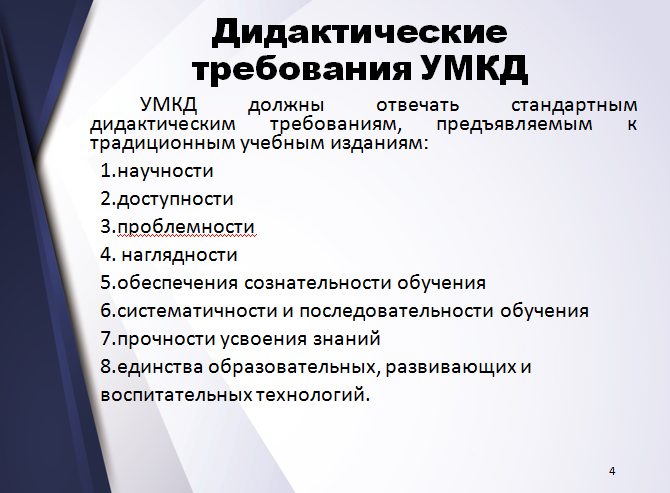 Дидактические
требования УМКД
УМКД должны отвечать стандартным
дидактическим требованиям, предъявляемым к
традиционным учебным изданиям:
1.научности
2.доступности
3.проблемности
4. наглядности
5.обеспечения сознательности обучения
6.систематичности и последовательности обучения
7.прочности усвоения знаний
8.единства образовательных, развивающих и
воспитательных технологий.
4